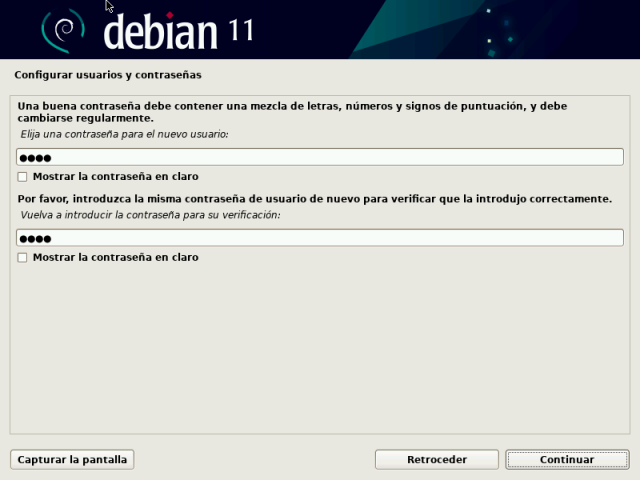 debian 11
Configurar usuarios y contraseñas
Una buena contraseña debe contener una mezcla de letras, números y signos de puntuación, y debe
cambiarse regularmente.
Elija una contraseña para el nuevo usuario:
●●●●
Mostrar la contraseña en claro
Por favor, introduzca la misma contraseña de usuario de nuevo para verificar que la introdujo correctamente.
Vuelva a introducir la contraseña para su verificación:
●●●●
Mostrar la contraseña en claro
Capturar la pantalla
Retroceder
Continuar